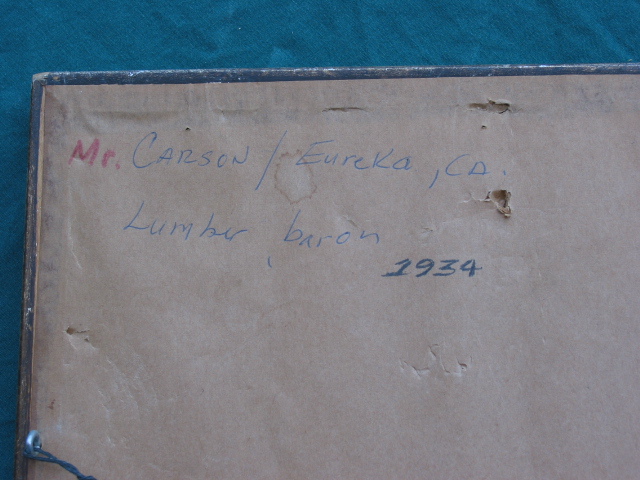 Mr. CARSON / Eureka, CA.
Lumber baron
1934